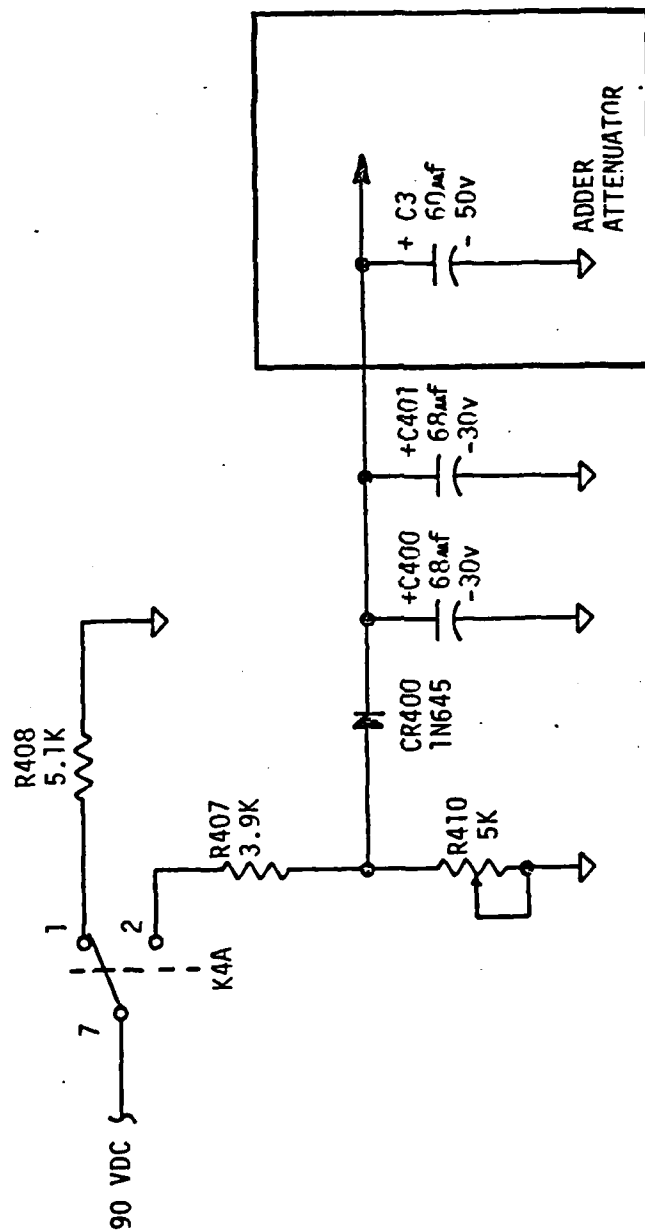 90 VDC
7
1
2
K4A
R408
5.1K
R407
3.9K
R410
5K
CR400
1N645
+C400
68µf
-30v
+C401
68µf
-30v
+ C3
60µf
- 50v
ADDER
ATTENUATOR